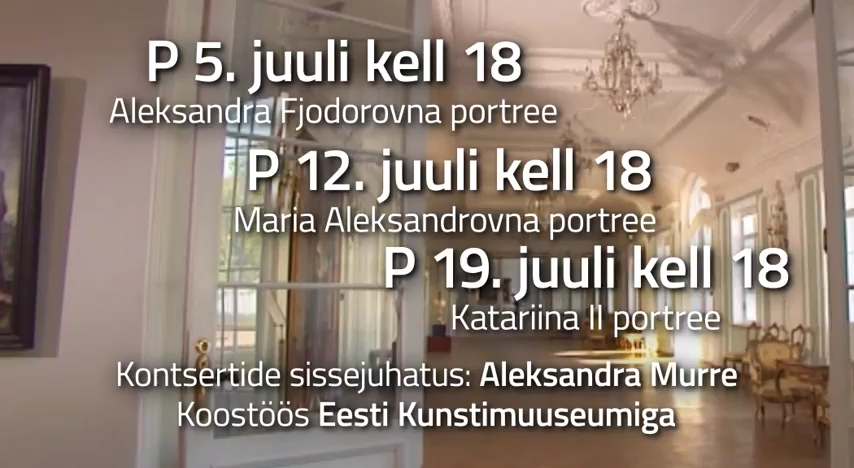 P 5. juuli kell 18
Aleksandra Fjodorovna portree
P 12. juuli kell 18
Maria Aleksandrovna portree
P 19. juuli kell 18
Katariina II portree
Kontsertide sissejuhatus: Aleksandra Murre
Koostöös Eesti Kunstimuuseumiga